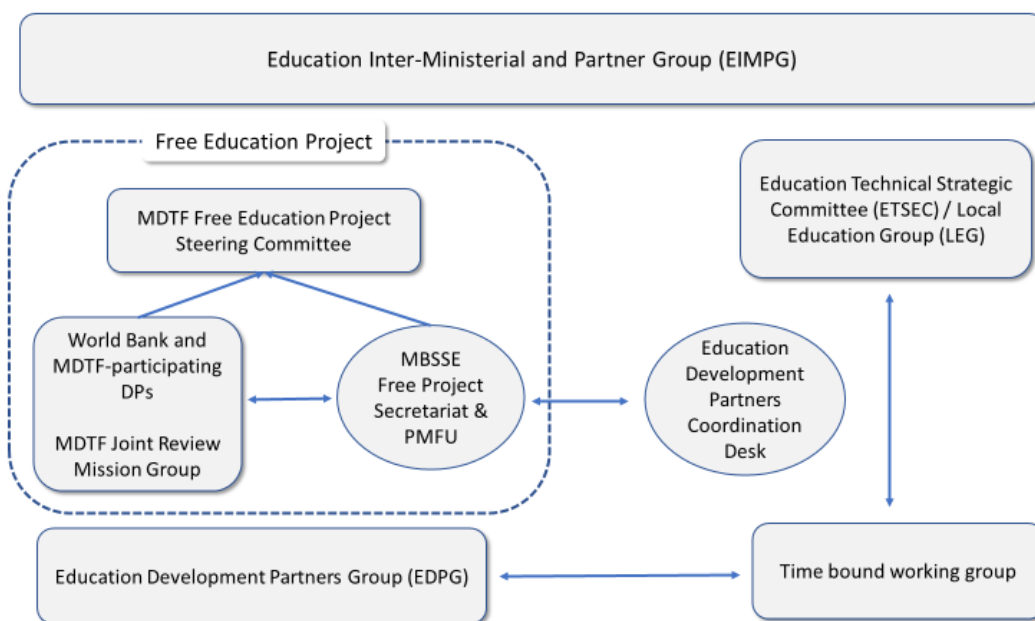 Education Inter-Ministerial and Partner Group (EIMPG)
Free Education Project
MDTF Free Education Project
Steering Committee
World Bank and
MDTF-participating
DPs
MDTF Joint Review
Mission Group
MBSSE
Free Project
Secretariat &
PMFU
Education
Development
Partners
Coordination
Desk
Education Technical Strategic
Committee (ETSEC) / Local
Education Group (LEG)
Education Development Partners Group (EDPG)
Time bound working group